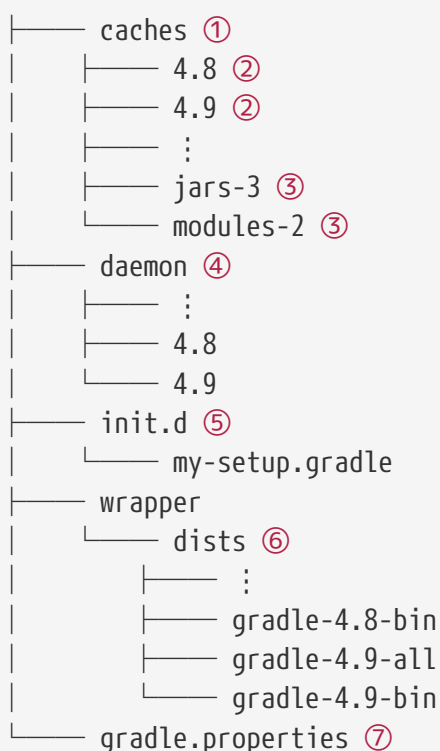 ├── caches ①
│   ├── 4.8 ②
│   ├── 4.9 ②
│   ├── ⋮
│   ├── jars-3 ③
│   └── modules-2 ③
├── daemon ④
│   ├── ⋮
│   ├── 4.8
│   └── 4.9
├── init.d ⑤
│   └── my-setup.gradle
├── wrapper
│   └── dists ⑥
│       ├── ⋮
│       ├── gradle-4.8-bin
│       ├── gradle-4.9-all
│       └── gradle-4.9-bin
└── gradle.properties ⑦